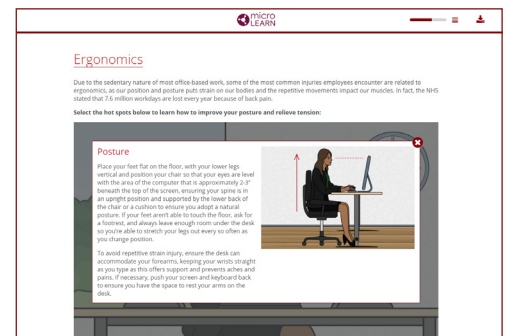 micro
LEARN
Ergonomics
Due to the sedentary nature of most office-based work, some of the most common injuries employees encounter are related to
ergonomics, as our position and posture puts strain on our bodies and the repetitive movements impact our muscles. In fact, the NHS
stated that 7.6 million workdays are lost every year because of back pain.
Select the hot spots below to learn how to improve your posture and relieve tension:
Posture
Place your feet flat on the floor, with your lower legs
vertical and position your chair so that your eyes are level
with the area of the computer that is approximately 2-3"
beneath the top of the screen, ensuring your spine is in
an upright position and supported by the lower back of
the chair or a cushion to ensure you adopt a natural
posture. If your feet aren't able to touch the floor, ask for
a footrest, and always leave enough room under the desk
so you're able to stretch your legs out every so often as
you change position.
To avoid repetitive strain injury, ensure the desk can
accommodate your forearms, keeping your wrists straight
as you type as this offers support and prevents aches and
pains. If necessary, push your screen and keyboard back
to ensure you have the space to rest your arms on the
desk.